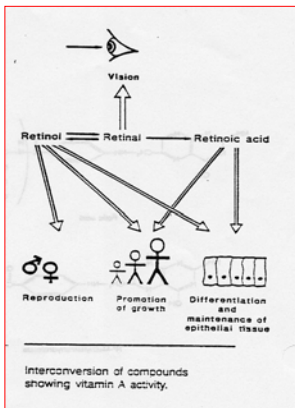 Vision
Retinol Retinal Retinoic acid
Reproduction
Promotion
of growth
Differentiation
and
maintenance of
epithelial tissue
Interconversion of compounds
showing vitamin A activity.